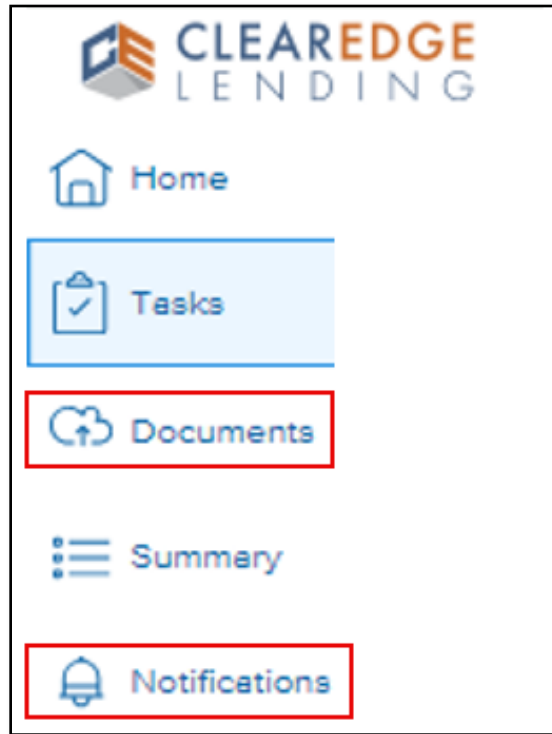 CLEAREDGE
LENDING
Home
Tasks
Documents
Summary
Notifications